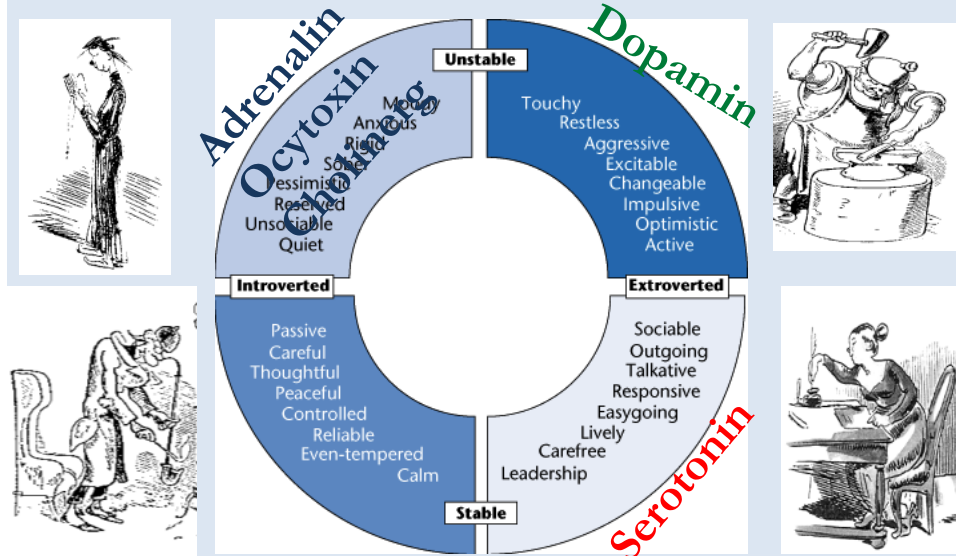 Adrenalin
Ocytoxin
Cholinerg
Dopamin
Unstable
Moody
Anxious
Rigid
Sober
Pessimistic
Reserved
Unsociable
Quiet
Touchy
Restless
Aggressive
Excitable
Changeable
Impulsive
Optimistic
Active
Introverted
Extroverted
Passive
Careful
Thoughtful
Peaceful
Controlled
Reliable
Even-tempered
Calm
Sociable
Outgoing
Talkative
Responsive
Easygoing
Lively
Carefree
Leadership
Stable
Serotonin